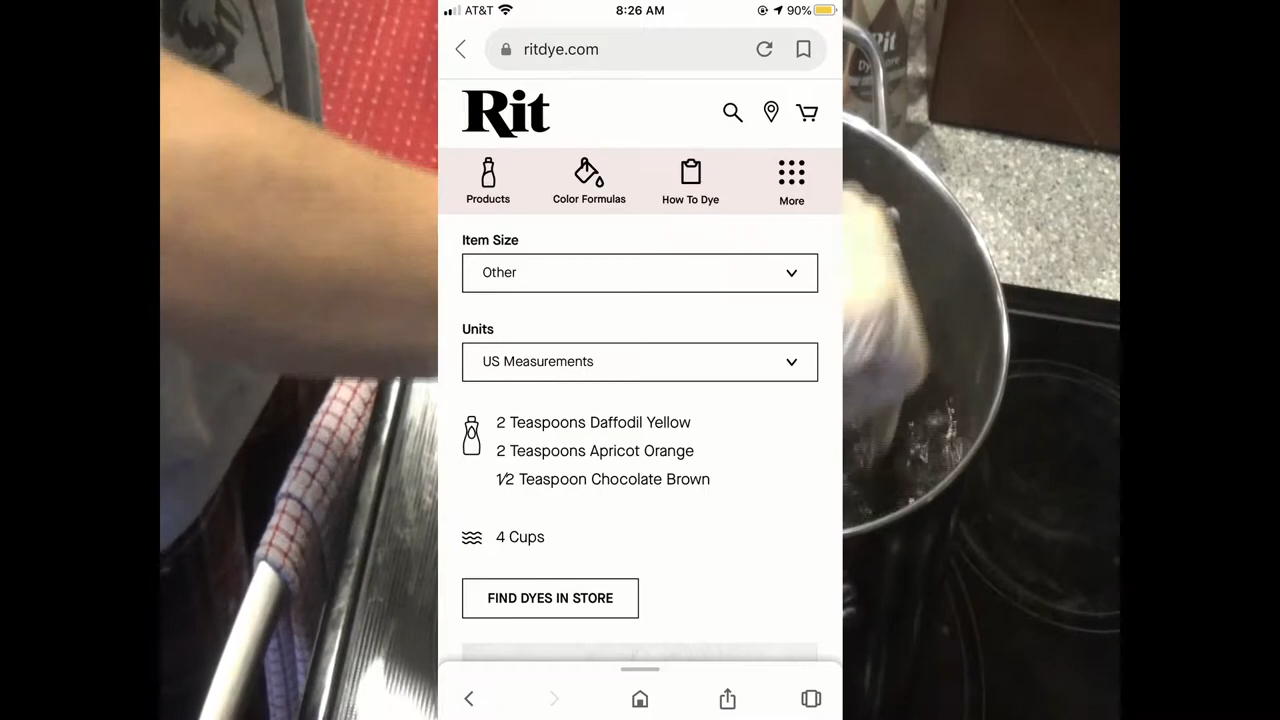 AT&T 8:26 AM 90%
ritdye.com
Rit
Products Color Formulas How To Dye More
Item Size
Other
Units
US Measurements
2 Teaspoons Daffodil Yellow
2 Teaspoons Apricot Orange
1/2 Teaspoon Chocolate Brown
4 Cups
FIND DYES IN STORE
Rit